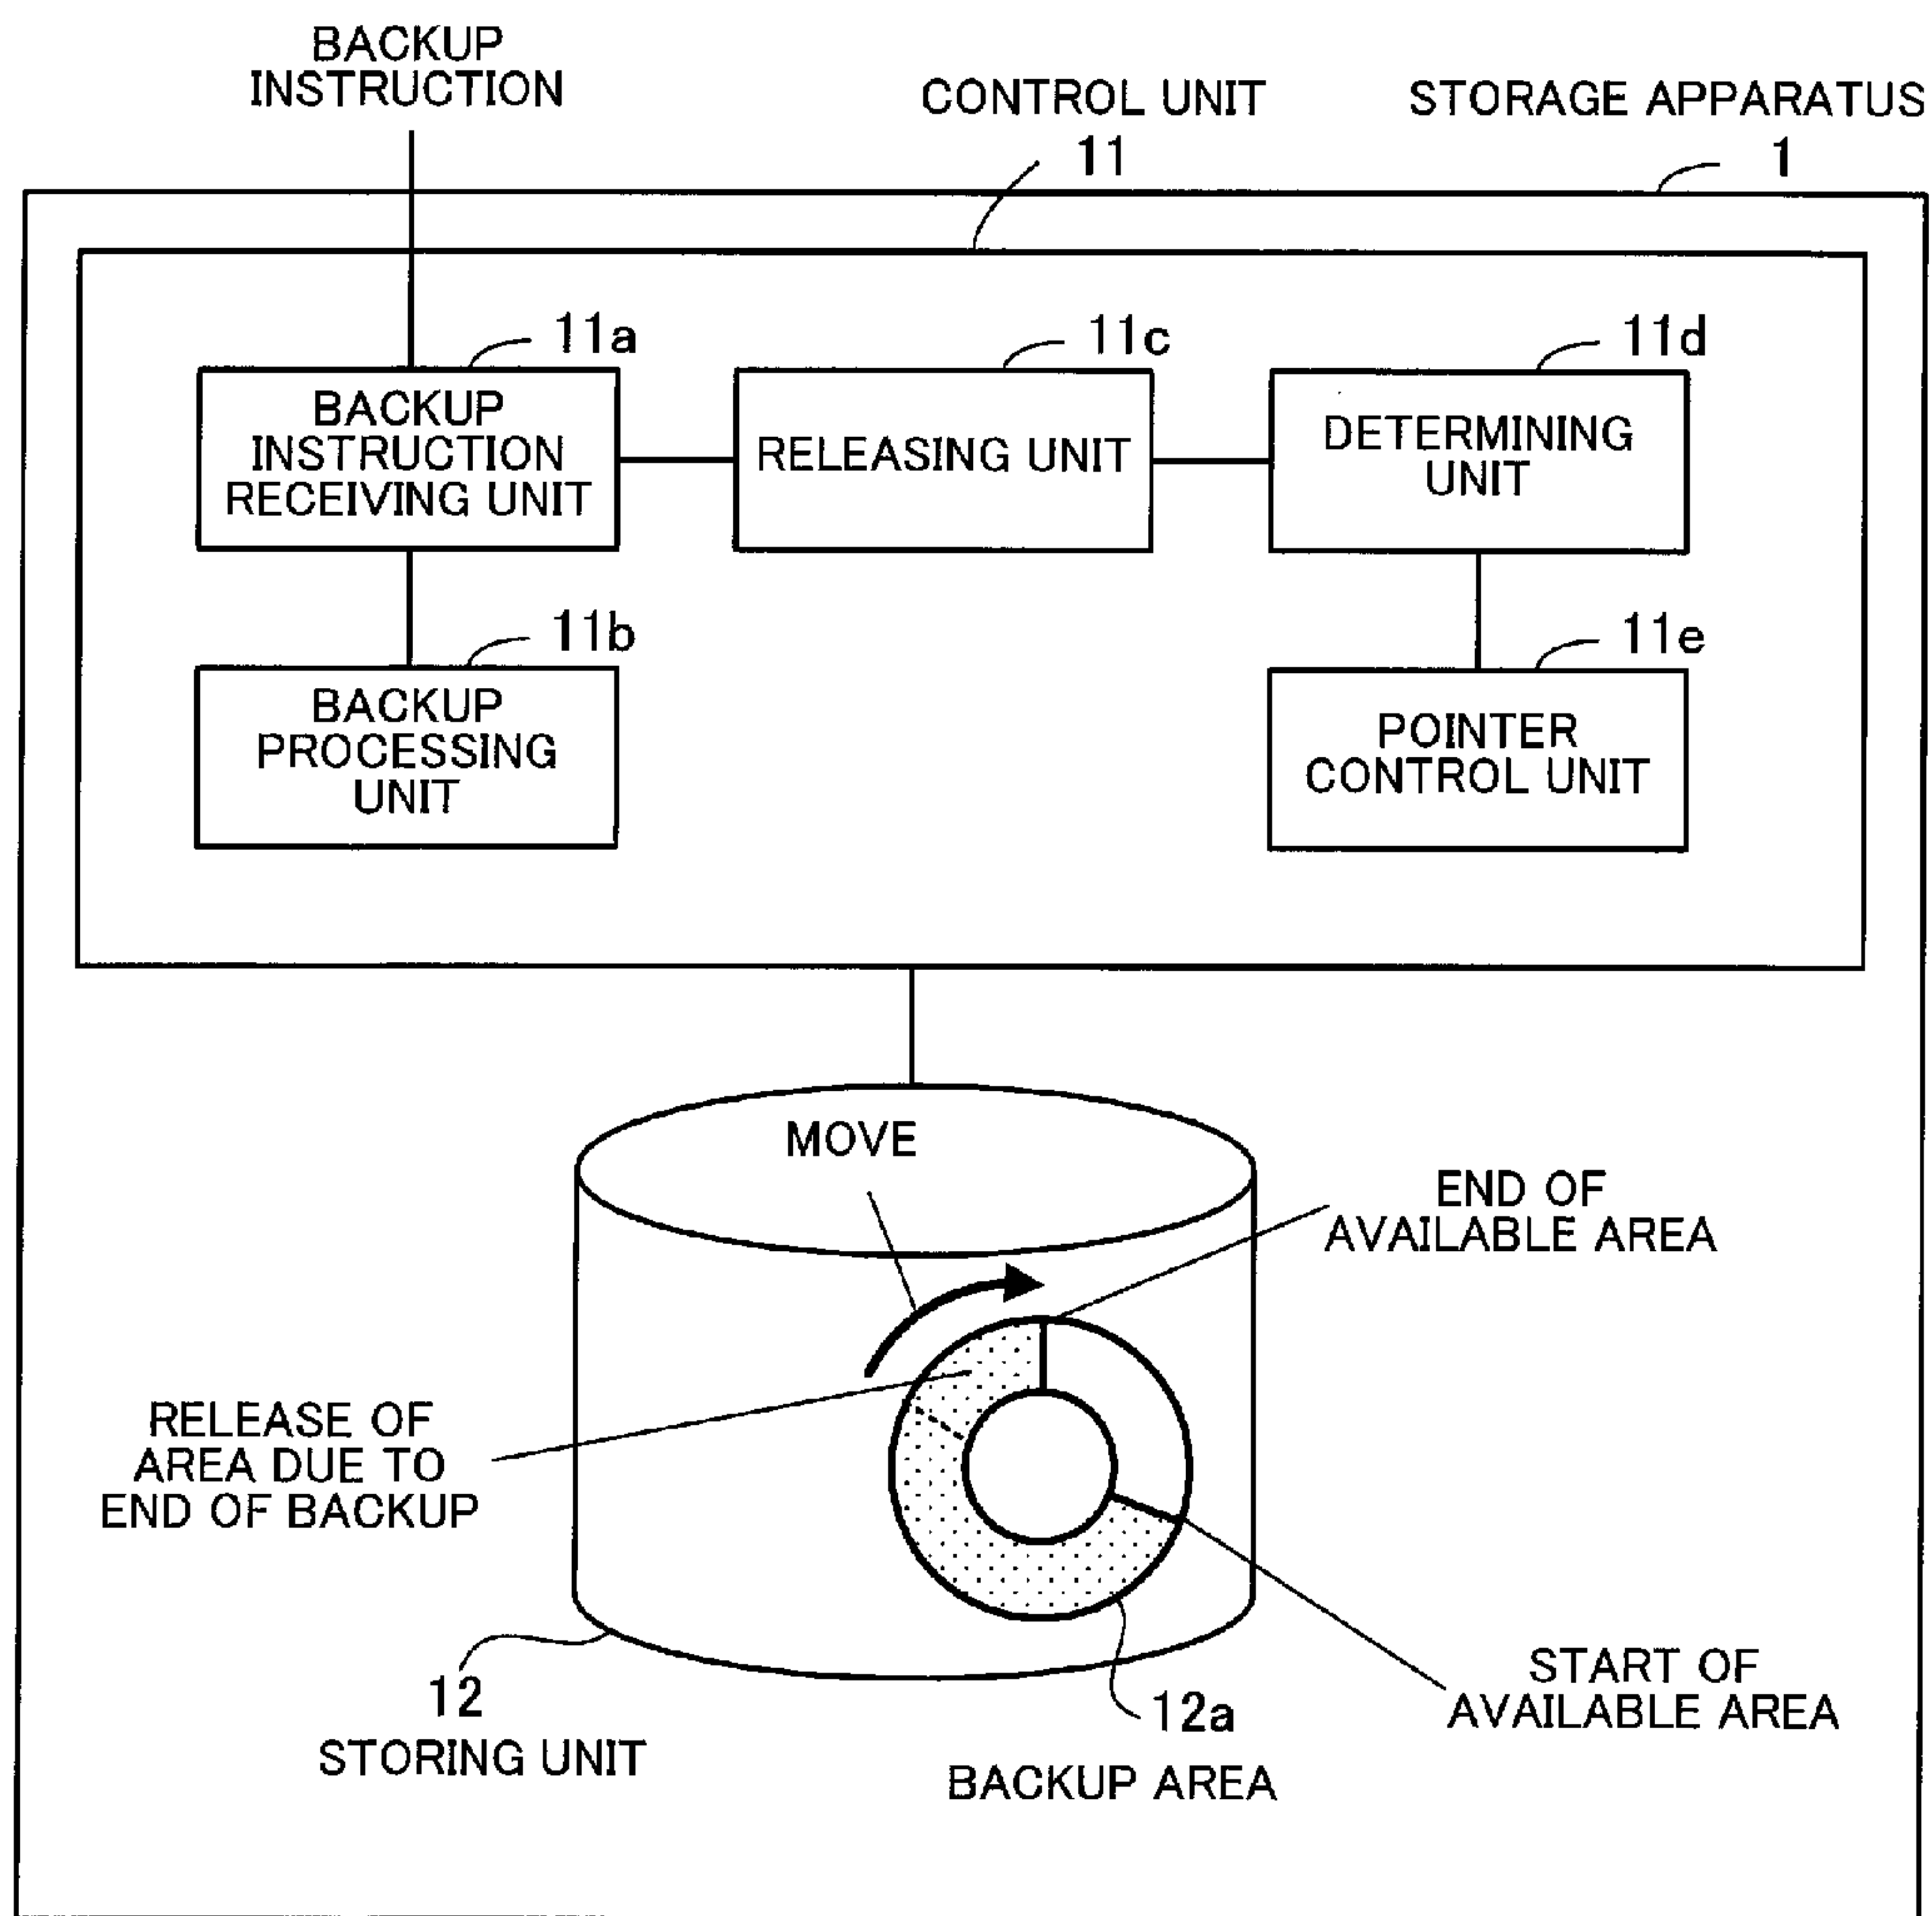 BACKUP
INSTRUCTION
CONTROL UNIT
11
STORAGE APPARATUS
1
11a
BACKUP
INSTRUCTION
RECEIVING UNIT
11c
RELEASING UNIT
11d
DETERMINING
UNIT
11b
BACKUP
PROCESSING
UNIT
11e
POINTER
CONTROL UNIT
MOVE
END OF
AVAILABLE AREA
RELEASE OF
AREA DUE TO
END OF BACKUP
START OF
AVAILABLE AREA
12
STORING UNIT
12a
BACKUP AREA